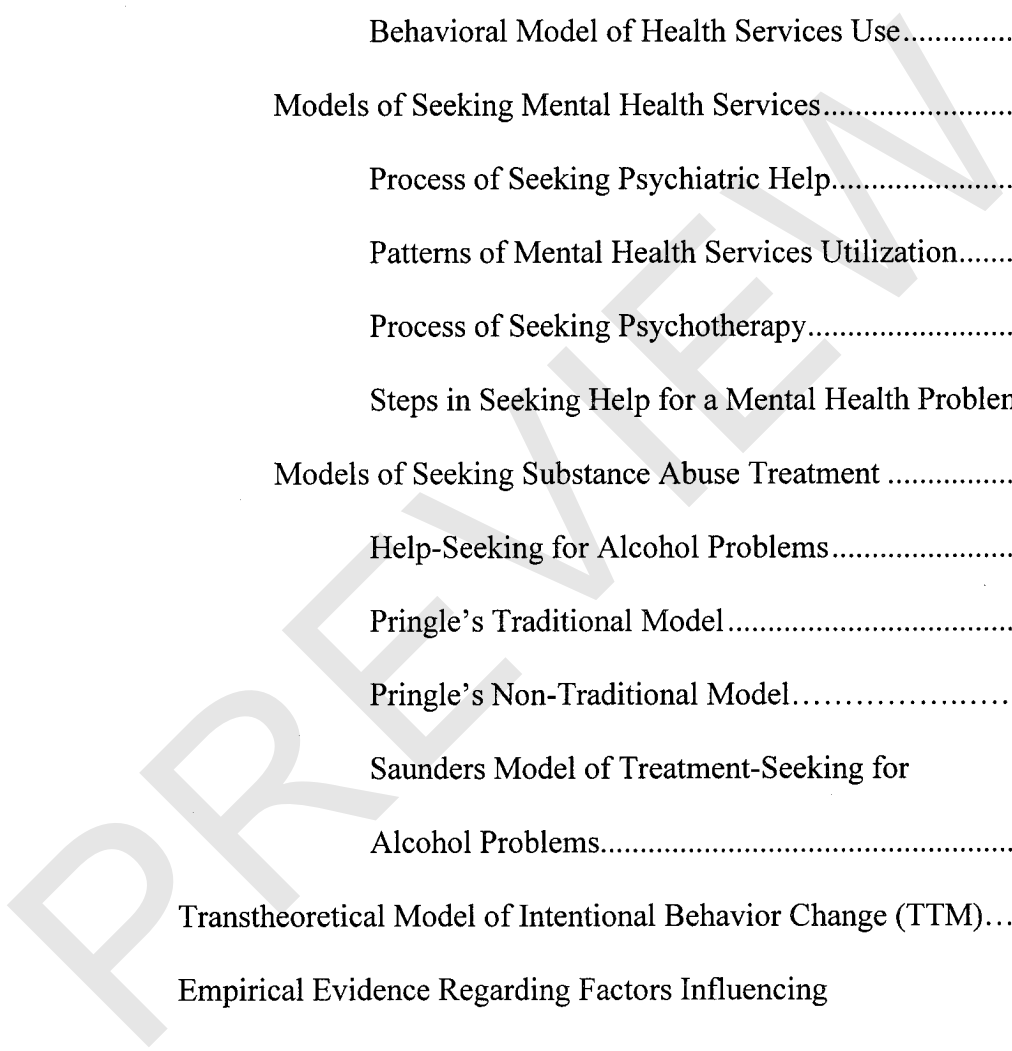 Behavioral Model of Health Services Use..............
Models of Seeking Mental Health Services........................
Process of Seeking Psychiatric Help.......................
Patterns of Mental Health Services Utilization.......
Process of Seeking Psychotherapy..........................
Steps in Seeking Help for a Mental Health
Models of Seeking Substance Abuse Treatment ................
Help-Seeking for Alcohol Problems.......................
Pringle's Traditional Model.....................................
Pringle's Non-Traditional Model.....................
Saunders Model of Treatment-Seeking for
Alcohol Problems....................................................
Transtheoretical Model of Intentional Behavior Change (TTM)...
Empirical Evidence Regarding Factors Influencing
PREVIEW